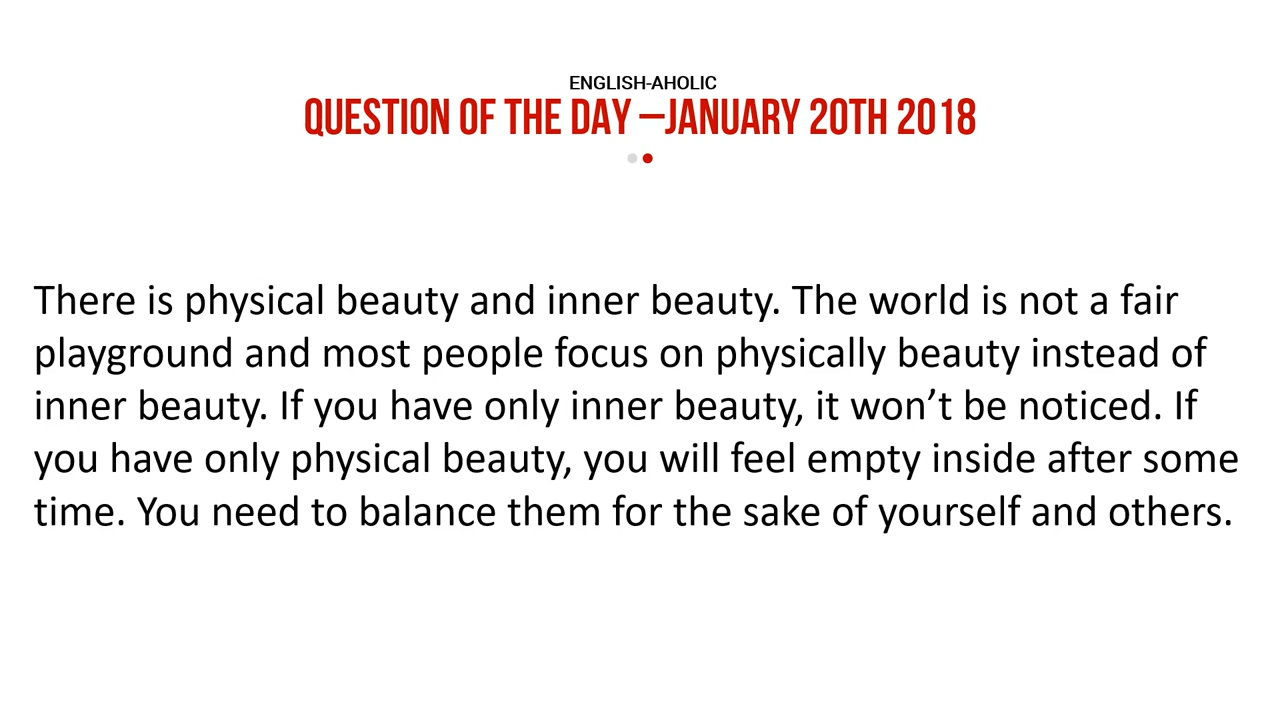 ENGLISH-AHOLIC
QUESTION OF THE DAY –JANUARY 20TH 2018
There is physical beauty and inner beauty. The world is not a fair
playground and most people focus on physically beauty instead of
inner beauty. If you have only inner beauty, it won’t be noticed. If
you have only physical beauty, you will feel empty inside after some
time. You need to balance them for the sake of yourself and others.